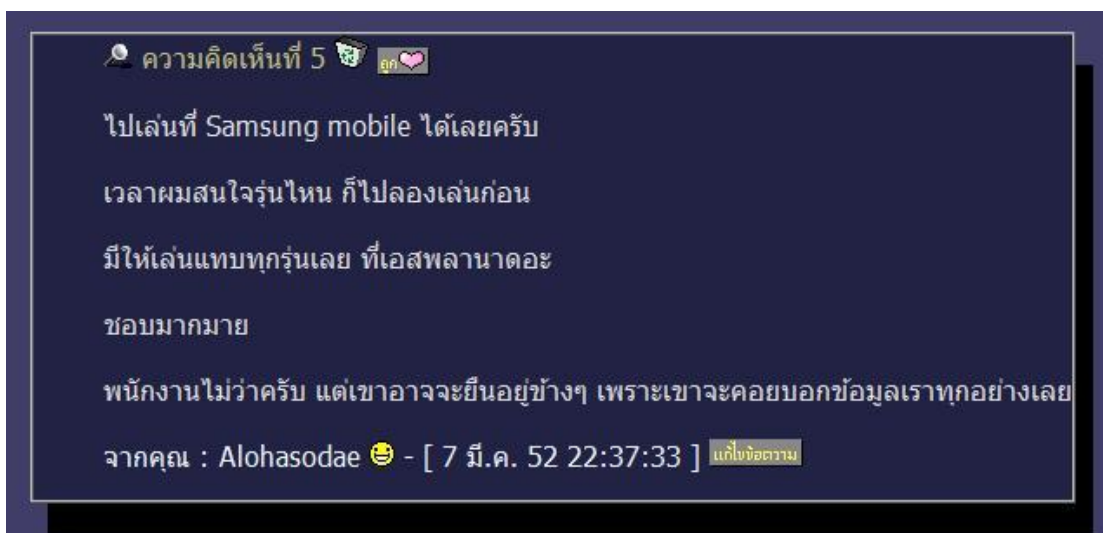 ความคิดเห็นที่ 5 ถูก
ไปเล่นที่ Samsung mobile ได้เลยครับ
เวลาผมสนใจรุ่นไหน ก็ไปลองเล่นก่อน
มีให้เล่นแทบทุกรุ่นเลย ที่เอสพลานาดอะ
ชอบมากมาย
พนักงานไม่ว่าครับ แต่เขาอาจจะยืนอยู่ข้างๆ เพราะเขาจะคอยบอกข้อมูลเราทุกอย่างเลย
จากคุณ : Alohasodae - [ 7 มี.ค. 52 22:37:33 ] แก้ไขข้อความ